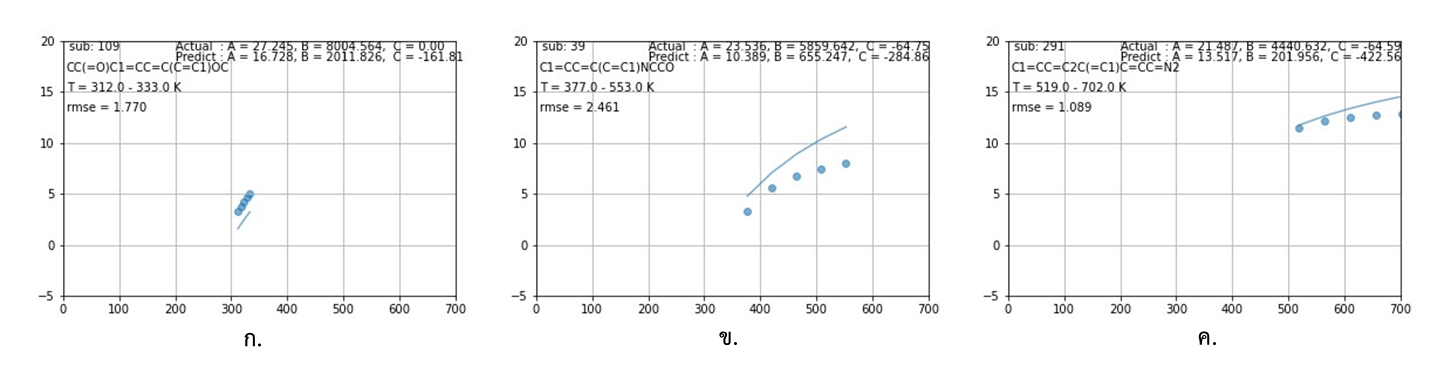 20
15
10
5
0
−5
sub: 109
Actual : A = 27.245, B = 8004.564, C = 0.00
Predict : A = 16.728, B = 2011.826, C = -161.81
CC(=O)C1=CC=C(C=C1)OC
T = 312.0 - 333.0 K
rmse = 1.770
0 100 200 300 400 500 600 700
ก.
20
15
10
5
0
−5
sub: 39
Actual : A = 23.536, B = 5859.642, C = -64.75
Predict : A = 10.389, B = 655.247, C = -284.86
C1=CC=C(C=C1)NCCO
T = 377.0 - 553.0 K
rmse = 2.461
0 100 200 300 400 500 600 700
ข.
20
15
10
5
0
−5
sub: 291
Actual : A = 21.487, B = 4440.632, C = -64.59
Predict : A = 13.517, B = 201.956, C = -422.56
C1=CC=C2C(=C1)C=CC=N2
T = 519.0 - 702.0 K
rmse = 1.089
0 100 200 300 400 500 600 700
ค.